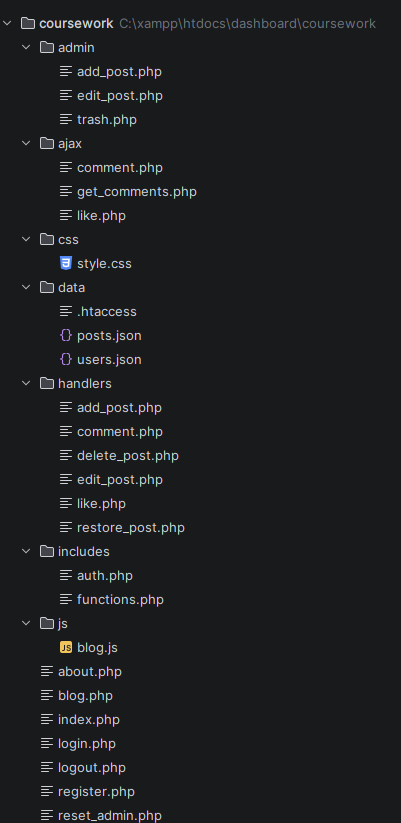 coursework C:\xampp\htdocs\dashboard\coursework
admin
add_post.php
edit_post.php
trash.php
ajax
comment.php
get_comments.php
like.php
css
style.css
data
.htaccess
{} posts.json
{} users.json
handlers
add_post.php
comment.php
delete_post.php
edit_post.php
like.php
restore_post.php
includes
auth.php
functions.php
js
JS blog.js
about.php
blog.php
index.php
login.php
logout.php
register.php
reset_admin.php